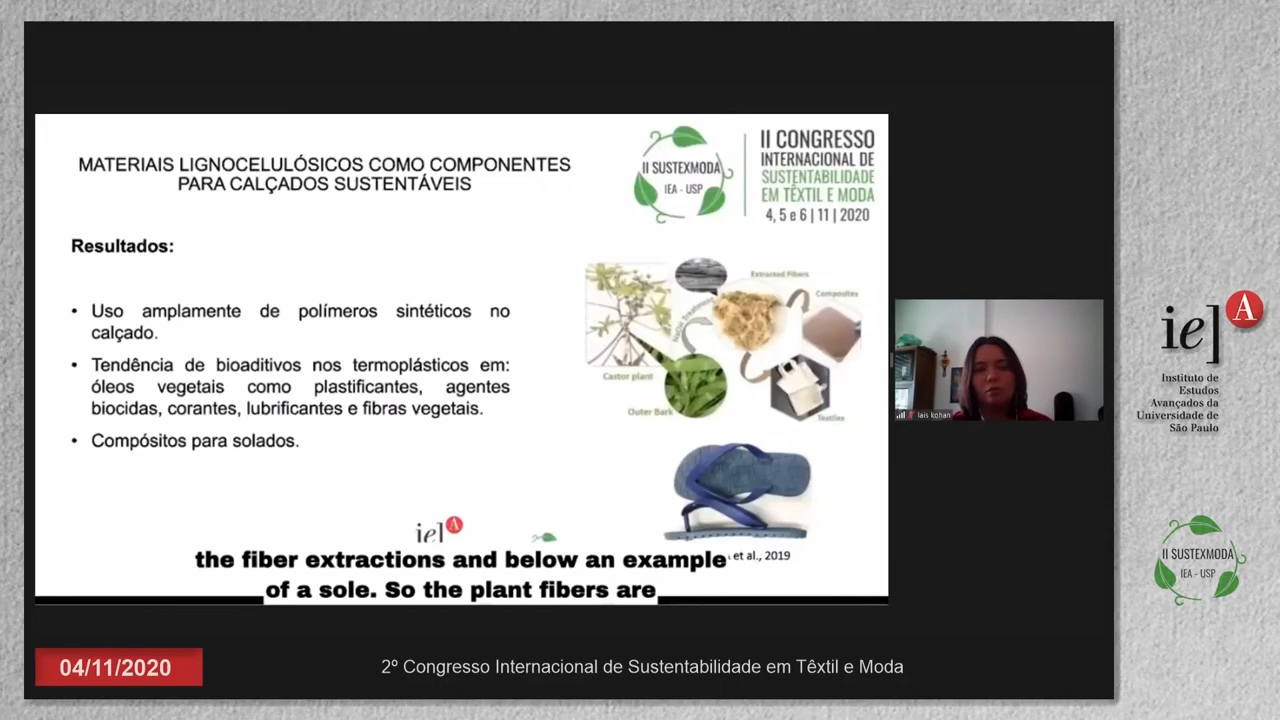 MATERIAIS LIGNOCELULÓSICOS COMO COMPONENTES
PARA CALÇADOS SUSTENTÁVEIS
II SUSTEXMODA
IEA - USP
II CONGRESSO
INTERNACIONAL DE
SUSTENTABILIDADE
EM TÊXTIL E MODA
4, 5 e 6 | 11 | 2020
Resultados:
• Uso amplamente de polímeros sintéticos no
calçado.
• Tendência de bioaditivos nos termoplásticos em:
óleos vegetais como plastificantes, agentes
biocidas, corantes, lubrificantes e fibras vegetais.
• Compósitos para solados.
Extracted Fibers
Composites
Castor plant
Outer Bark
Textiles
et al., 2019
ie] A
the fiber extractions and below an example
of a sole. So the plant fibers are
lais kohan
ie] A
Instituto de
Estudos
Avançados da
Universidade de
São Paulo
II SUSTEXMODA
IEA - USP
04/11/2020
2º Congresso Internacional de Sustentabilidade em Têxtil e Moda